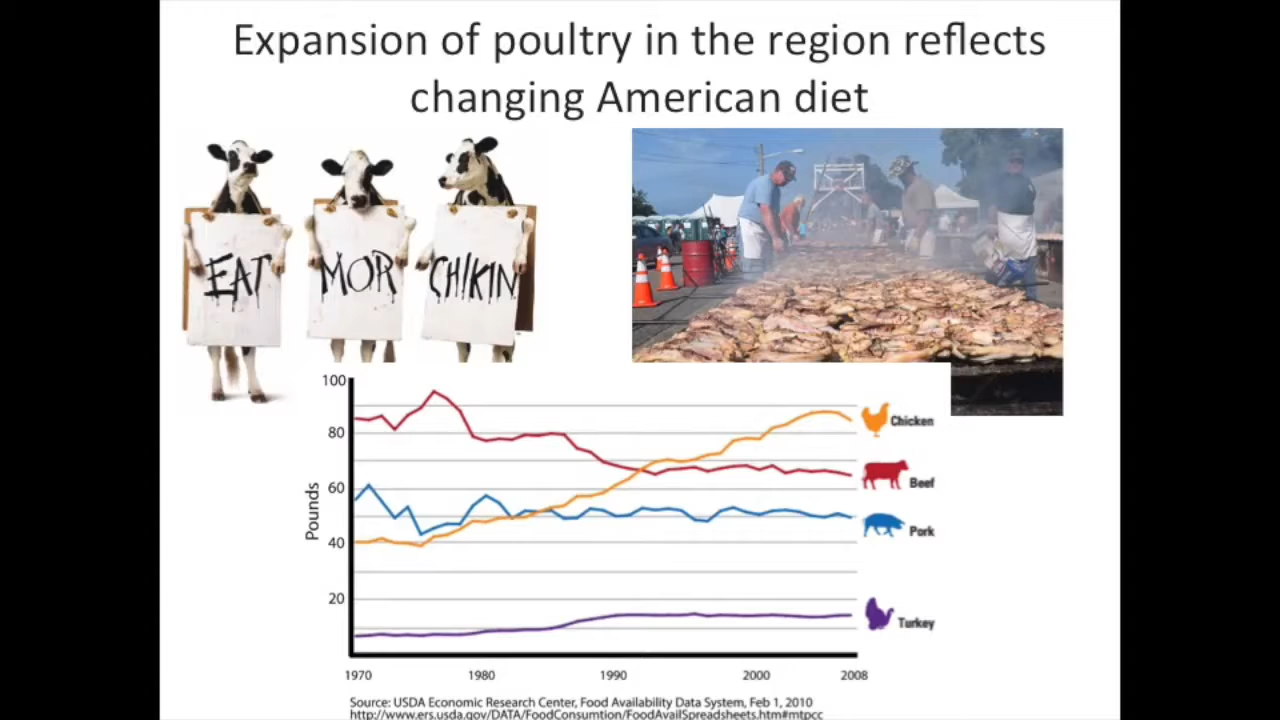 Expansion of poultry in the region reflects
changing American diet
EAT
MOR
CHIKIN
100
80
60
40
20
Pounds
Chicken
Beef
Pork
Turkey
1970
1980
1990
2000
2008
Source: USDA Economic Research Center, Food Availability Data System, Feb 1, 2010
http://www.ers.usda.gov/DATA/FoodConsumtion/FoodAvailSpreadsheets.htm#mtpcc